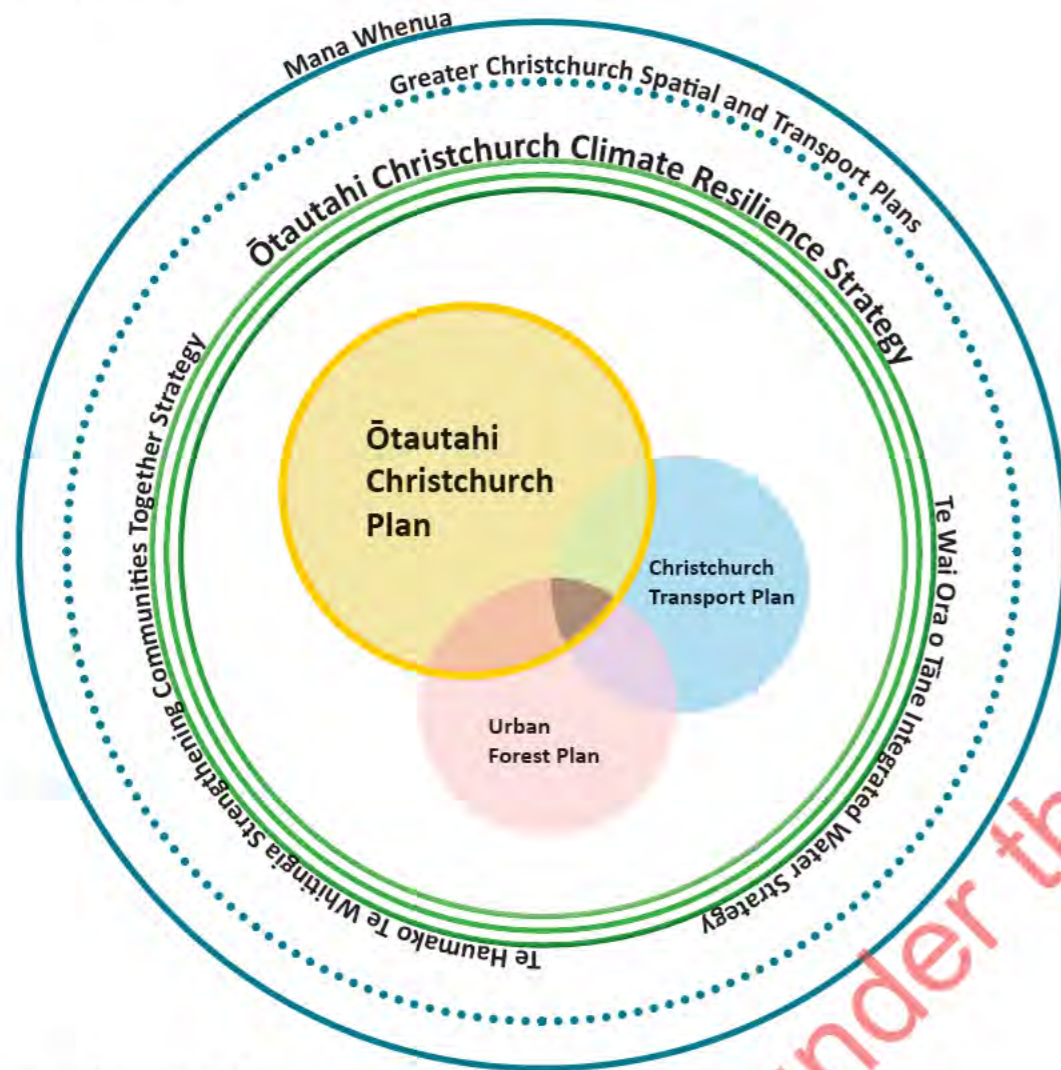 Mana Whenua
Greater Christchurch Spatial and Transport Plans
Ōtautahi Christchurch Climate Resilience Strategy
Te Haumako Te Whitingia Strengthening Communities Together Strategy
Te Wai Ora o Tāne Integrated Water Strategy
Ōtautahi
Christchurch
Plan
Christchurch
Transport Plan
Urban
Forest Plan
under th